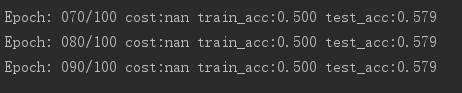 Epoch: 070/100 cost:nan train_acc:0.500 test_acc:0.579
Epoch: 080/100 cost:nan train_acc:0.500 test_acc:0.579
Epoch: 090/100 cost:nan train_acc:0.500 test_acc:0.579